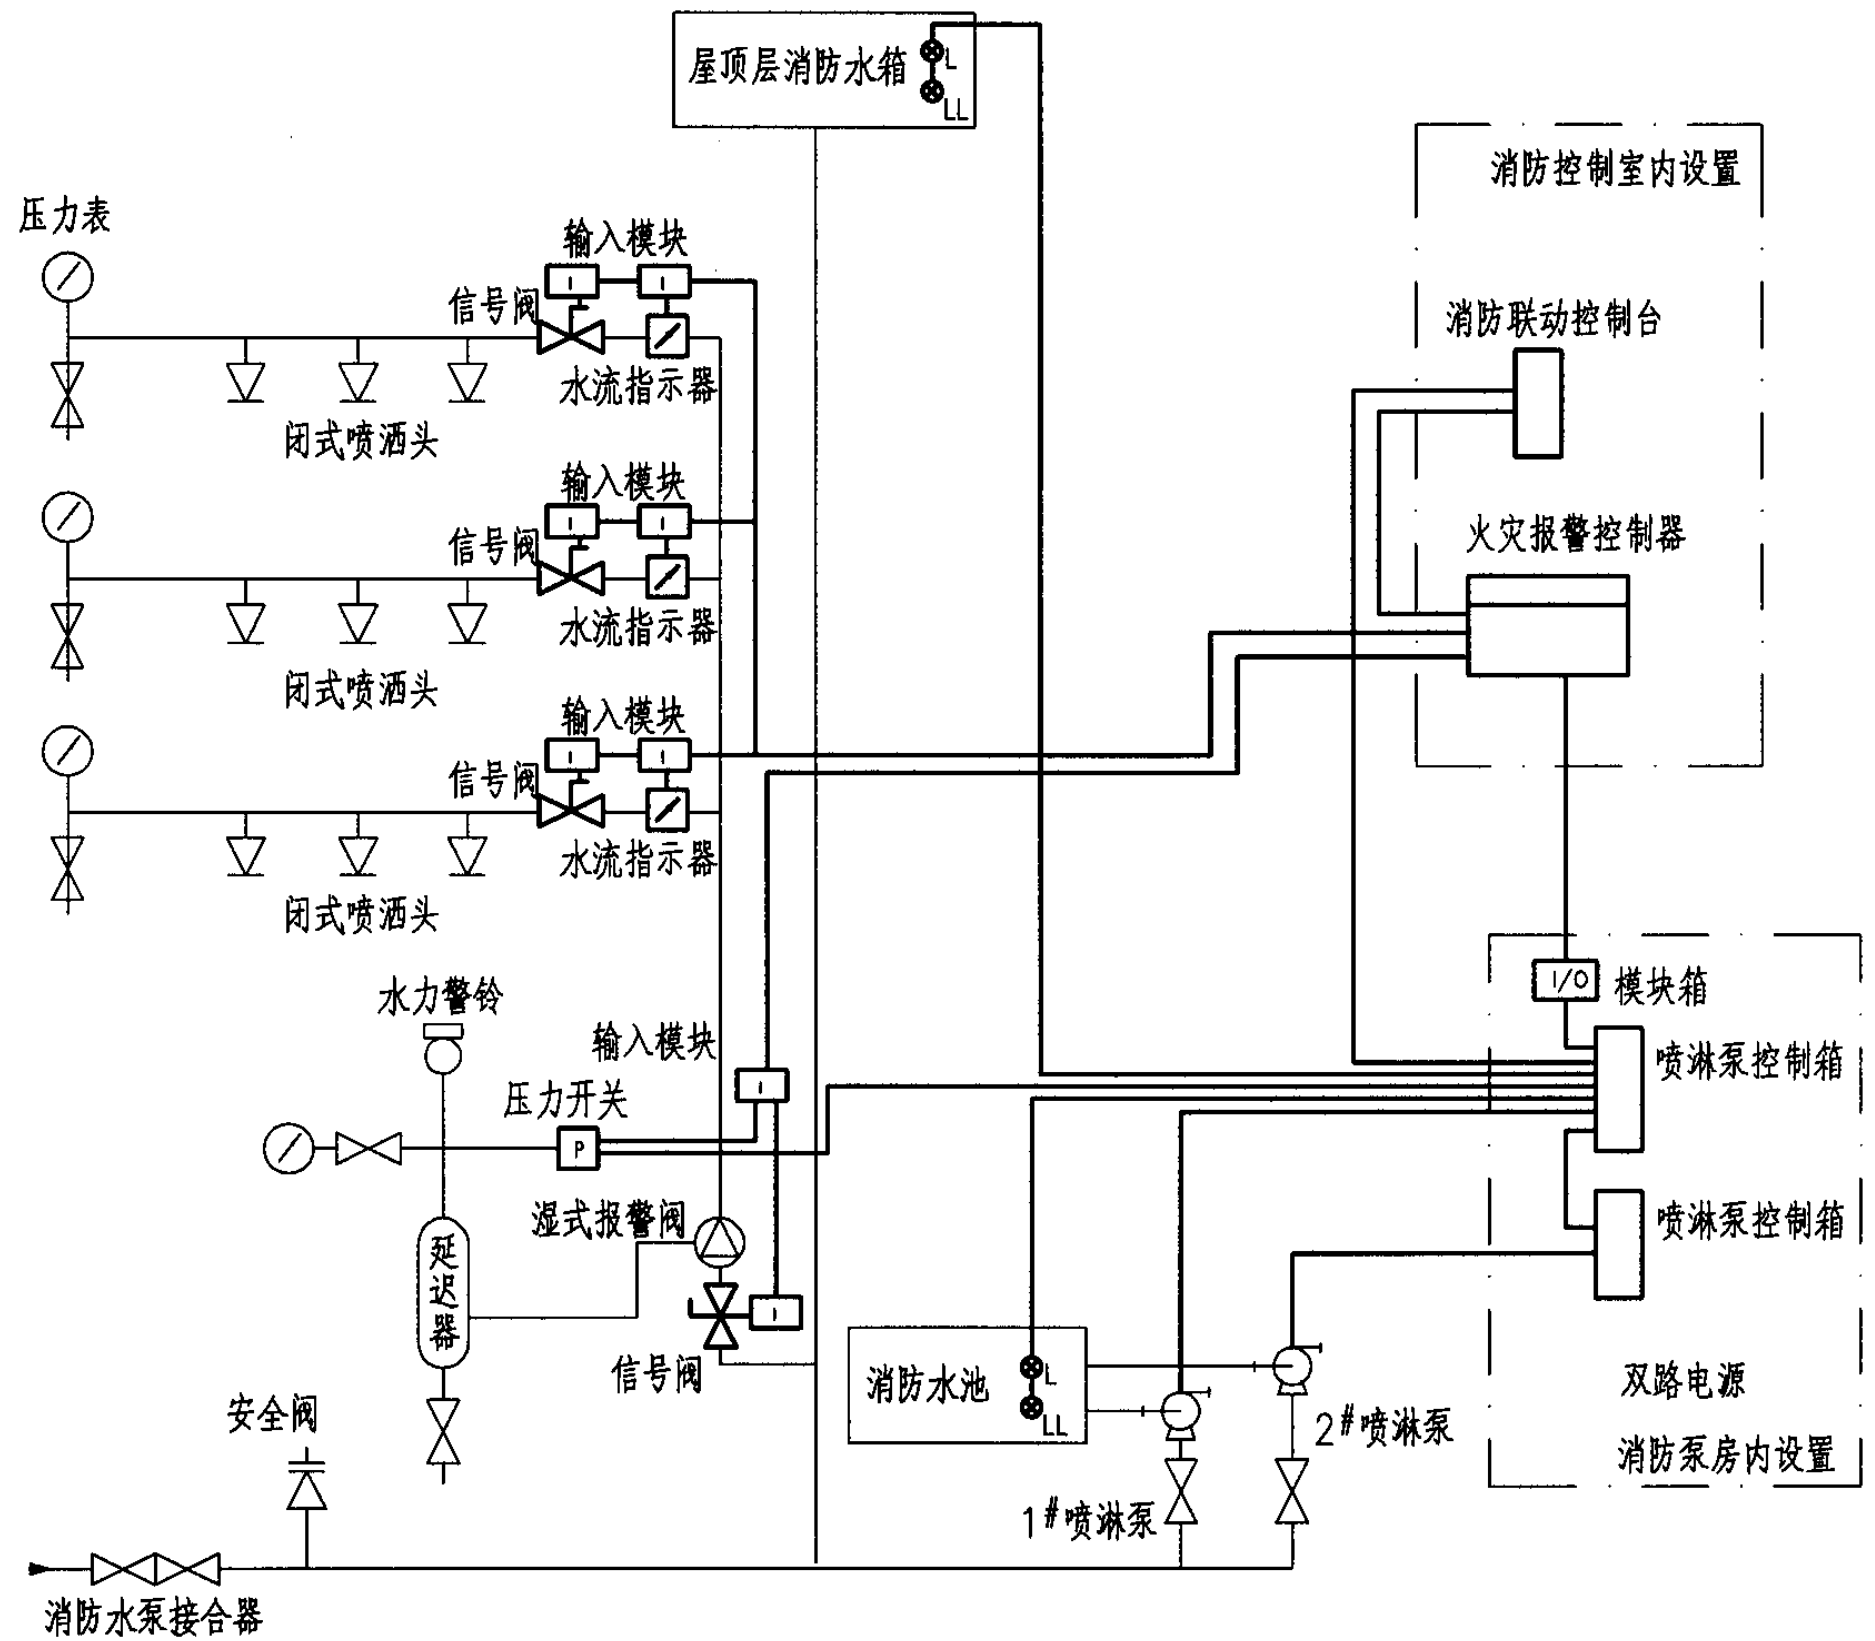 屋顶层消防水箱
L
LL
消防控制室内设置
压力表
输入模块
I
I
信号阀
水流指示器
闭式喷洒头
消防联动控制台
输入模块
I
I
信号阀
水流指示器
闭式喷洒头
火灾报警控制器
输入模块
I
I
信号阀
水流指示器
闭式喷洒头
水力警铃
输入模块
I
压力开关
P
I/O
模块箱
喷淋泵控制箱
湿式报警阀
延迟器
I
信号阀
喷淋泵控制箱
消防水池
L
LL
安全阀
2#喷淋泵
1#喷淋泵
双路电源
消防泵房内设置
消防水泵接合器